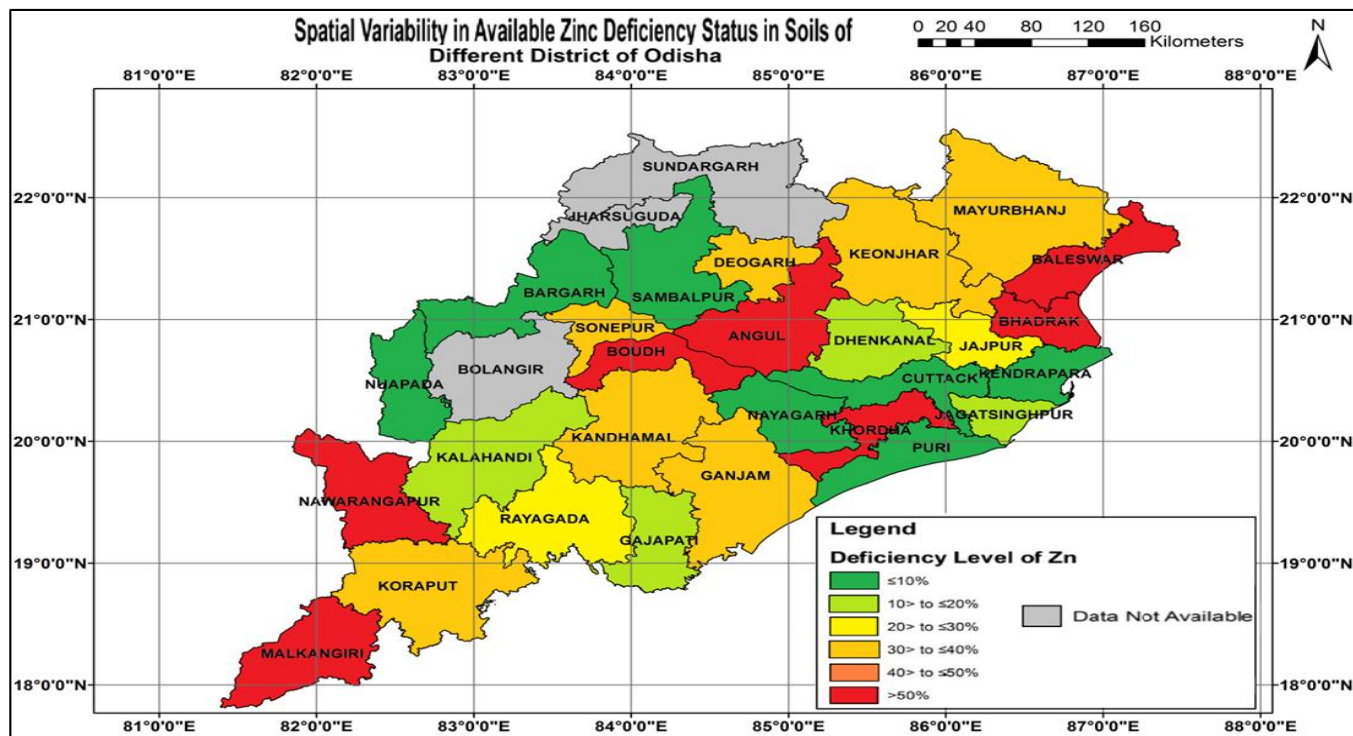 Spatial Variability in Available Zinc Deficiency Status in Soils of
Different District of Odisha
0 20 40 80 120 160
Kilometers
N
81°0'0"E 82°0'0"E 83°0'0"E 84°0'0"E 85°0'0"E 86°0'0"E 87°0'0"E 88°0'0"E
SUNDARGARH
22°0'0"N 22°0'0"N
JHARSUGUDA
MAYURBHANJ
DEOGARH
KEONJHAR
BALESWAR
BARGARH
SAMBALPUR
21°0'0"N 21°0'0"N
SONEPUR
ANGUL
BHADRAK
DHENKANAL
JAJPUR
BOUDH
BOLANGIR
NUAPADA
CUTTACK
KENDRAPARA
NAYAGARH
JAGATSINGHPUR
KHORDHA
20°0'0"N 20°0'0"N
KANDHAMAL
PURI
KALAHANDI
GANJAM
NAWARANGAPUR
RAYAGADA
GAJAPATI
19°0'0"N 19°0'0"N
KORAPUT
MALKANGIRI
18°0'0"N 18°0'0"N
Legend
Deficiency Level of Zn
≤10%
10> to ≤20%
20> to ≤30%
30> to ≤40%
40> to ≤50%
>50%
Data Not Available
81°0'0"E 82°0'0"E 83°0'0"E 84°0'0"E 85°0'0"E 86°0'0"E 87°0'0"E 88°0'0"E